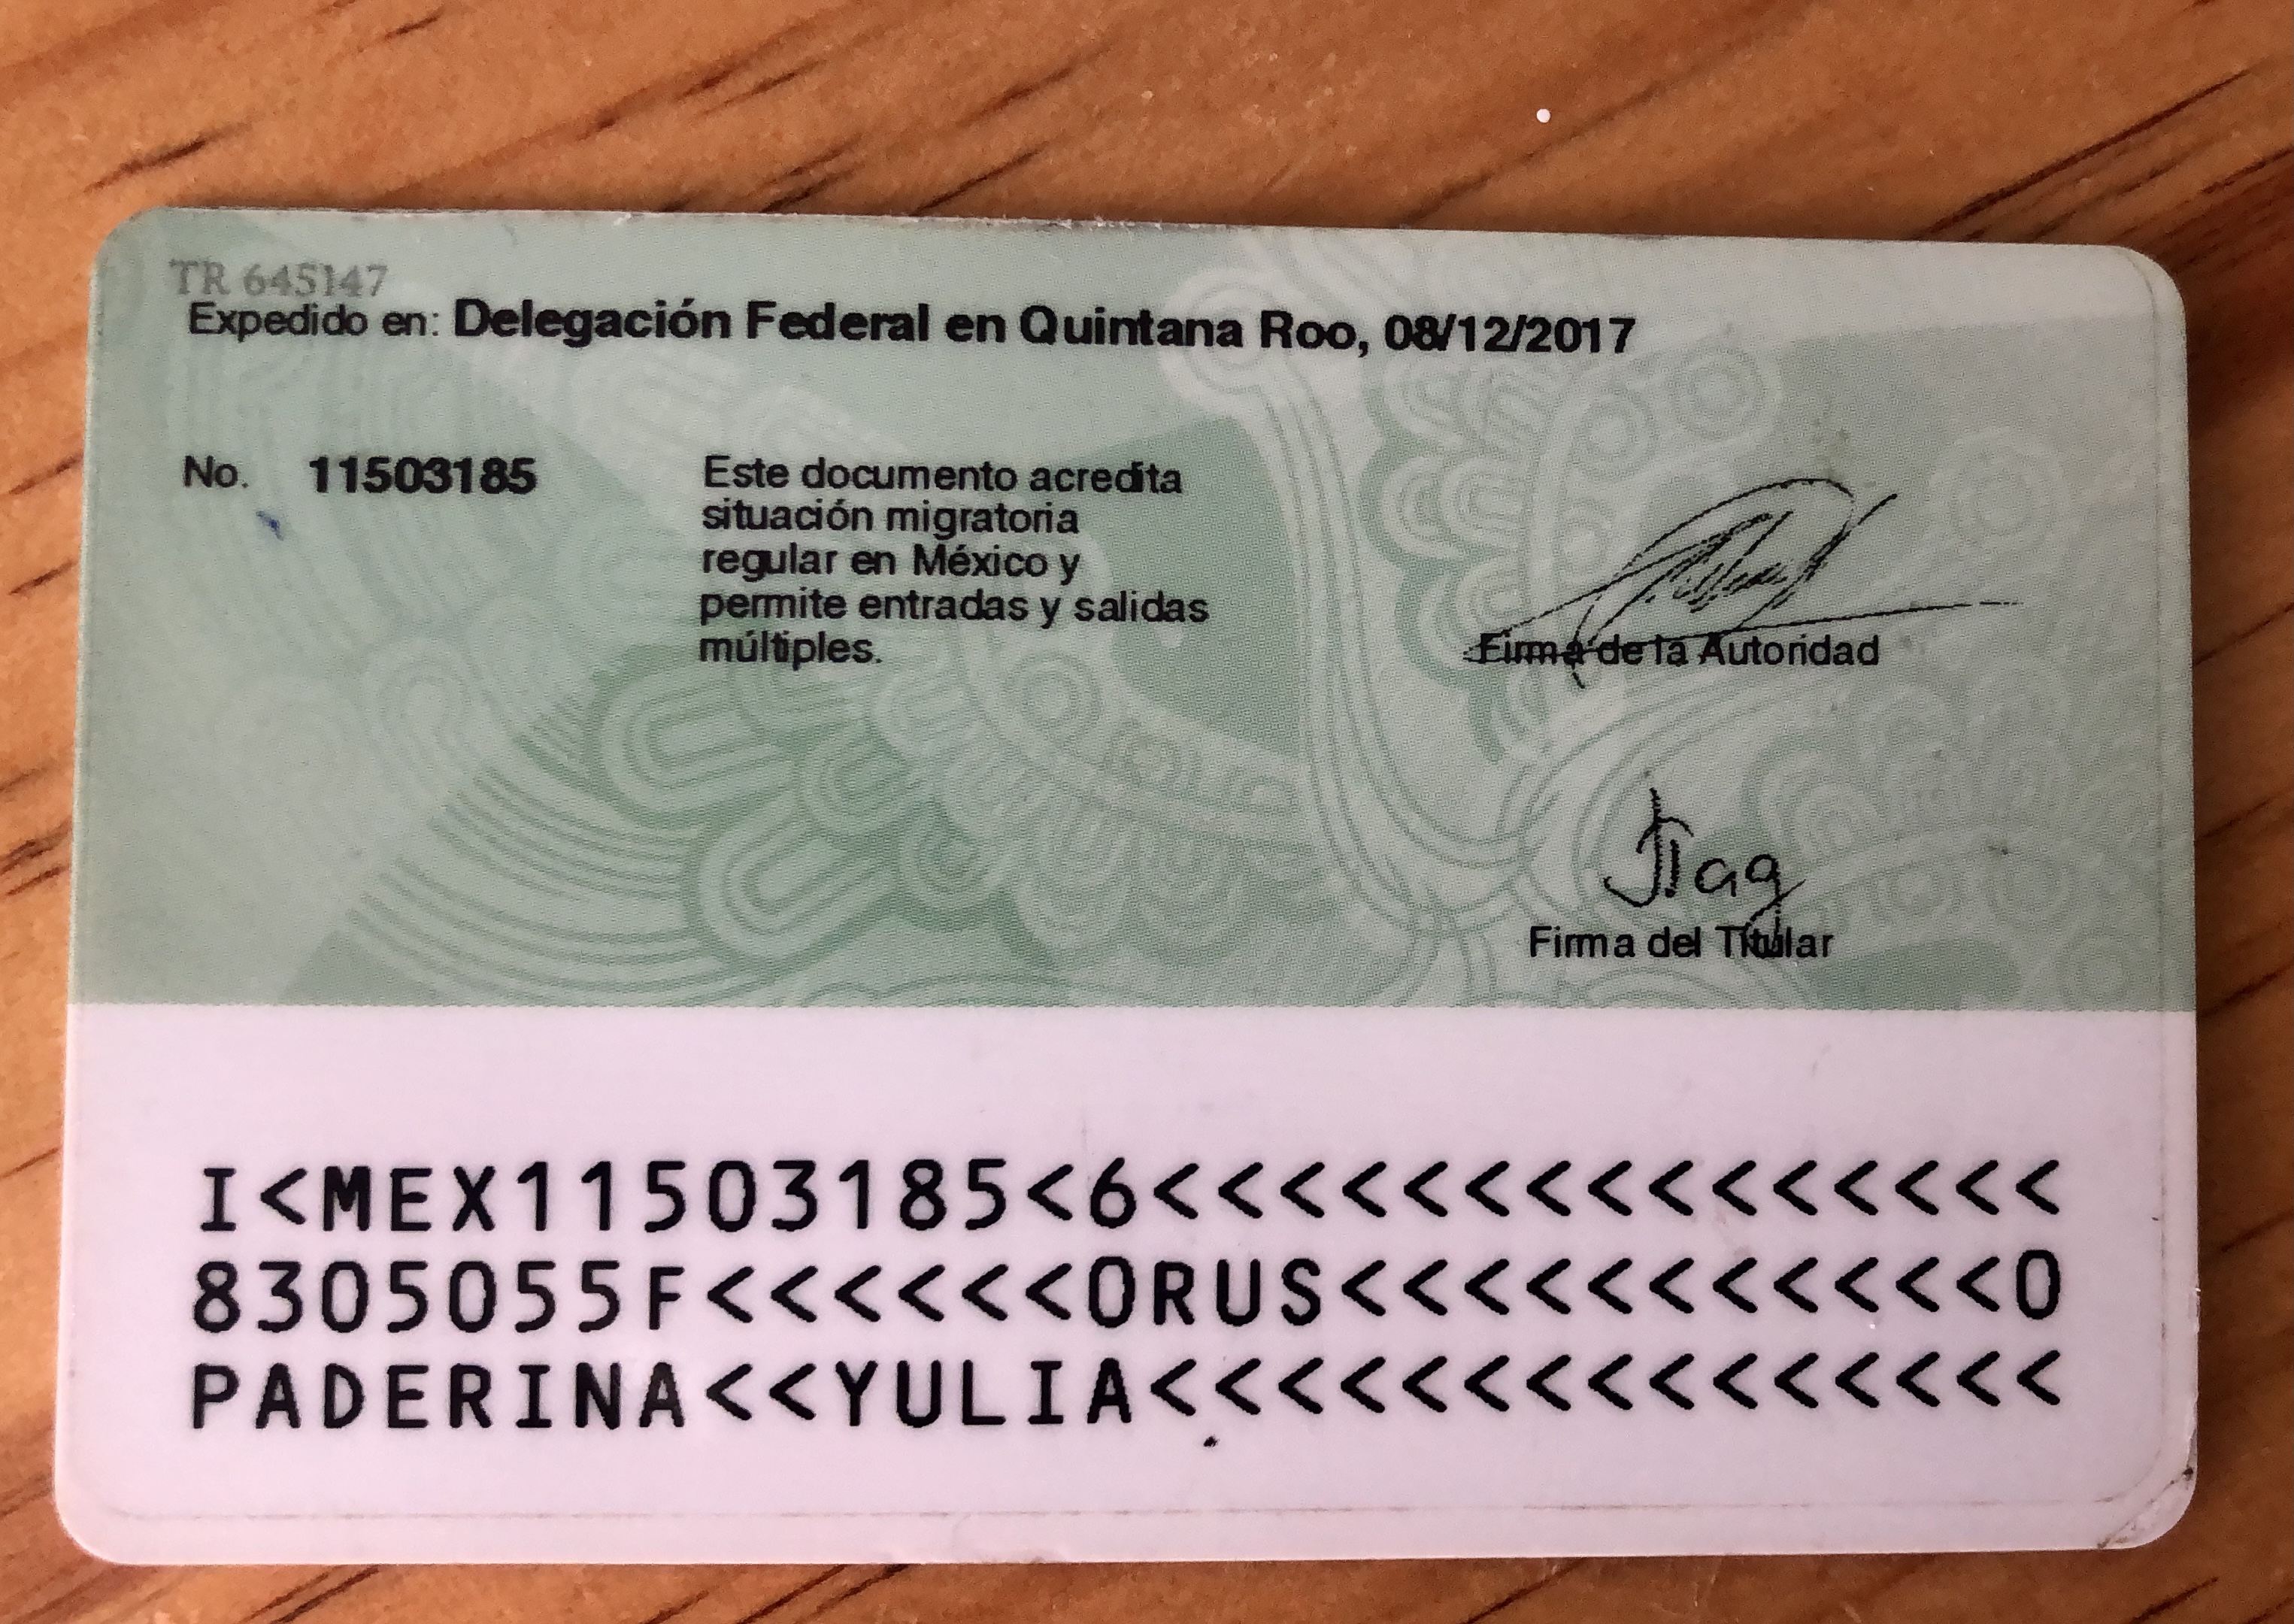 TR 645147
Expedido en: Delegación Federal en Quintana Roo, 08/12/2017
No. 11503185
Este documento acredita
situación migratoria
regular en México y
permite entradas y salidas
múltiples.
Firma de la Autoridad
Firma del Titular
I<MEX11503185<6<<<<<<<<<<<<<<<
8305055F<<<<<<0RUS<<<<<<<<<<<0
PADERINA<<YULIA<<<<<<<<<<<<<<<